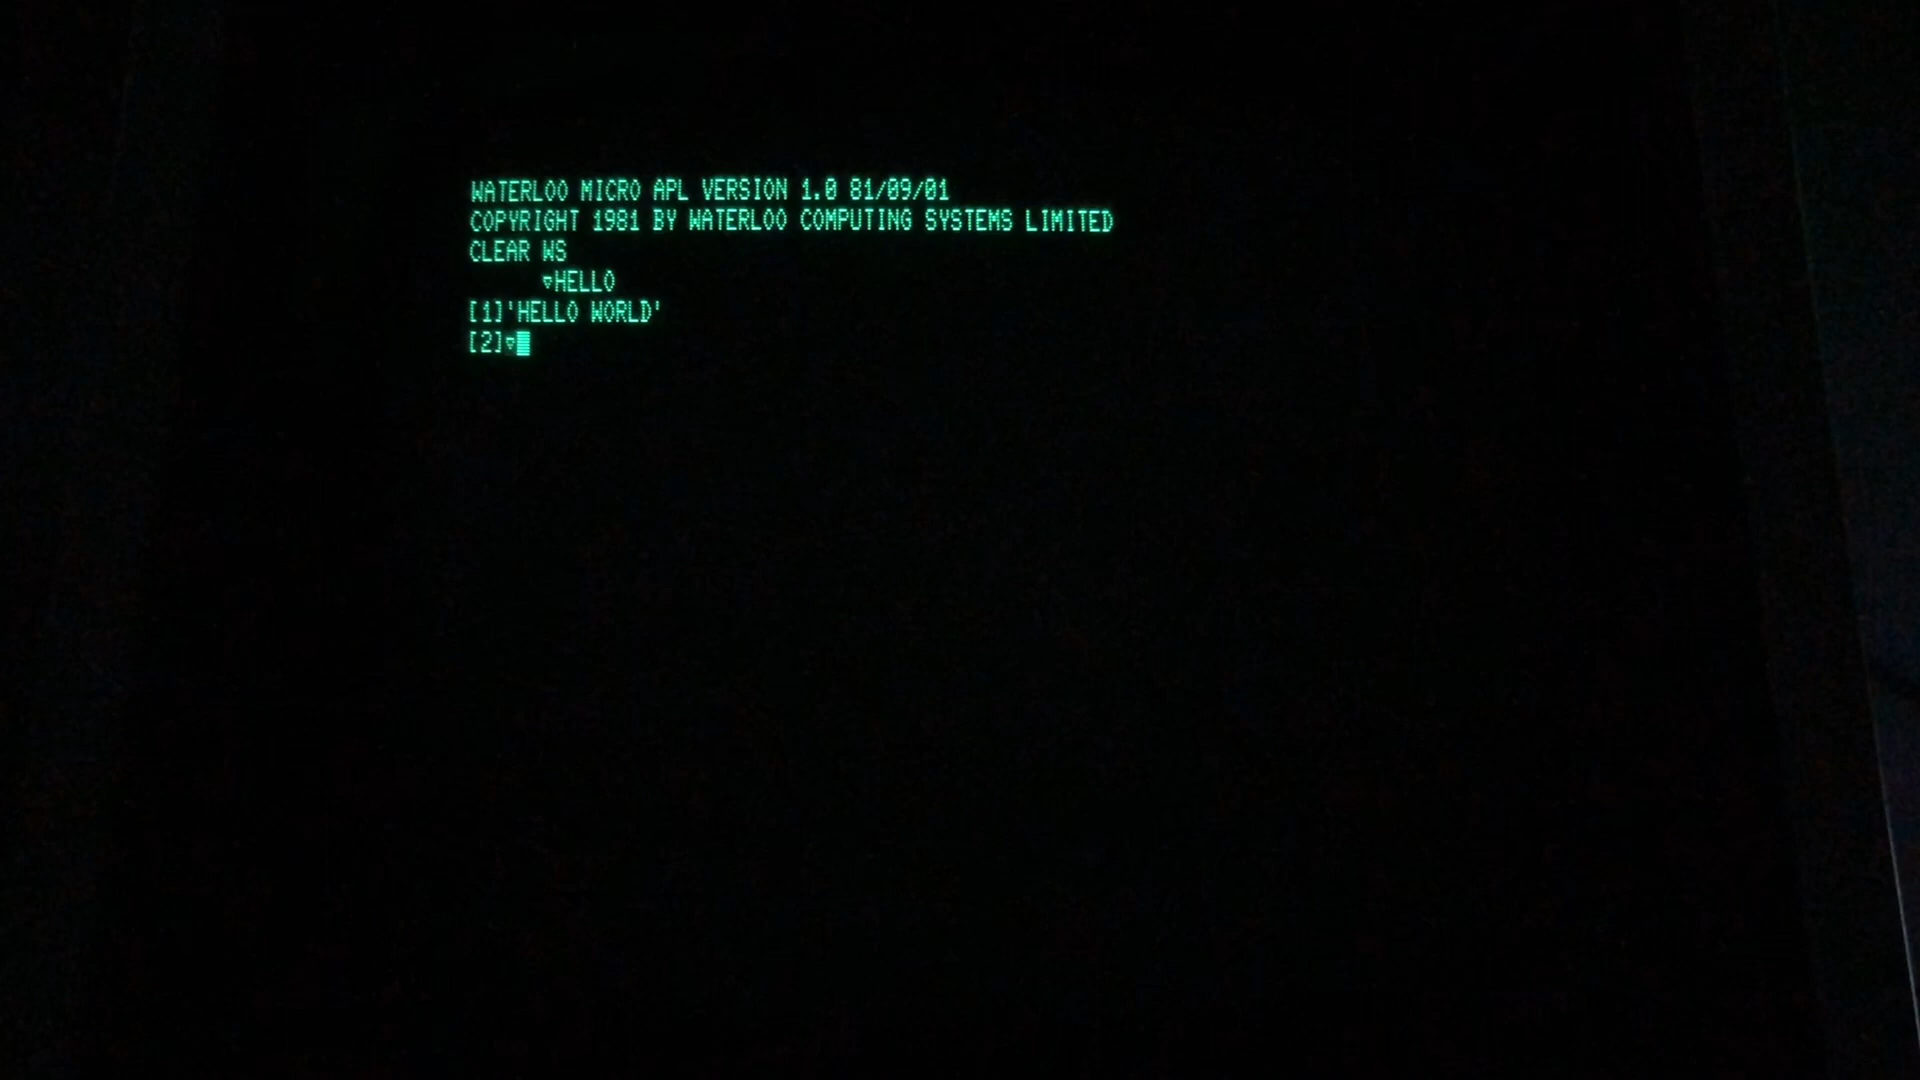 WATERLOO MICRO APL VERSION 1.0 81/09/01
COPYRIGHT 1981 BY WATERLOO COMPUTING SYSTEMS LIMITED
CLEAR WS
      ∇HELLO
[1]'HELLO WORLD'
[2]∇